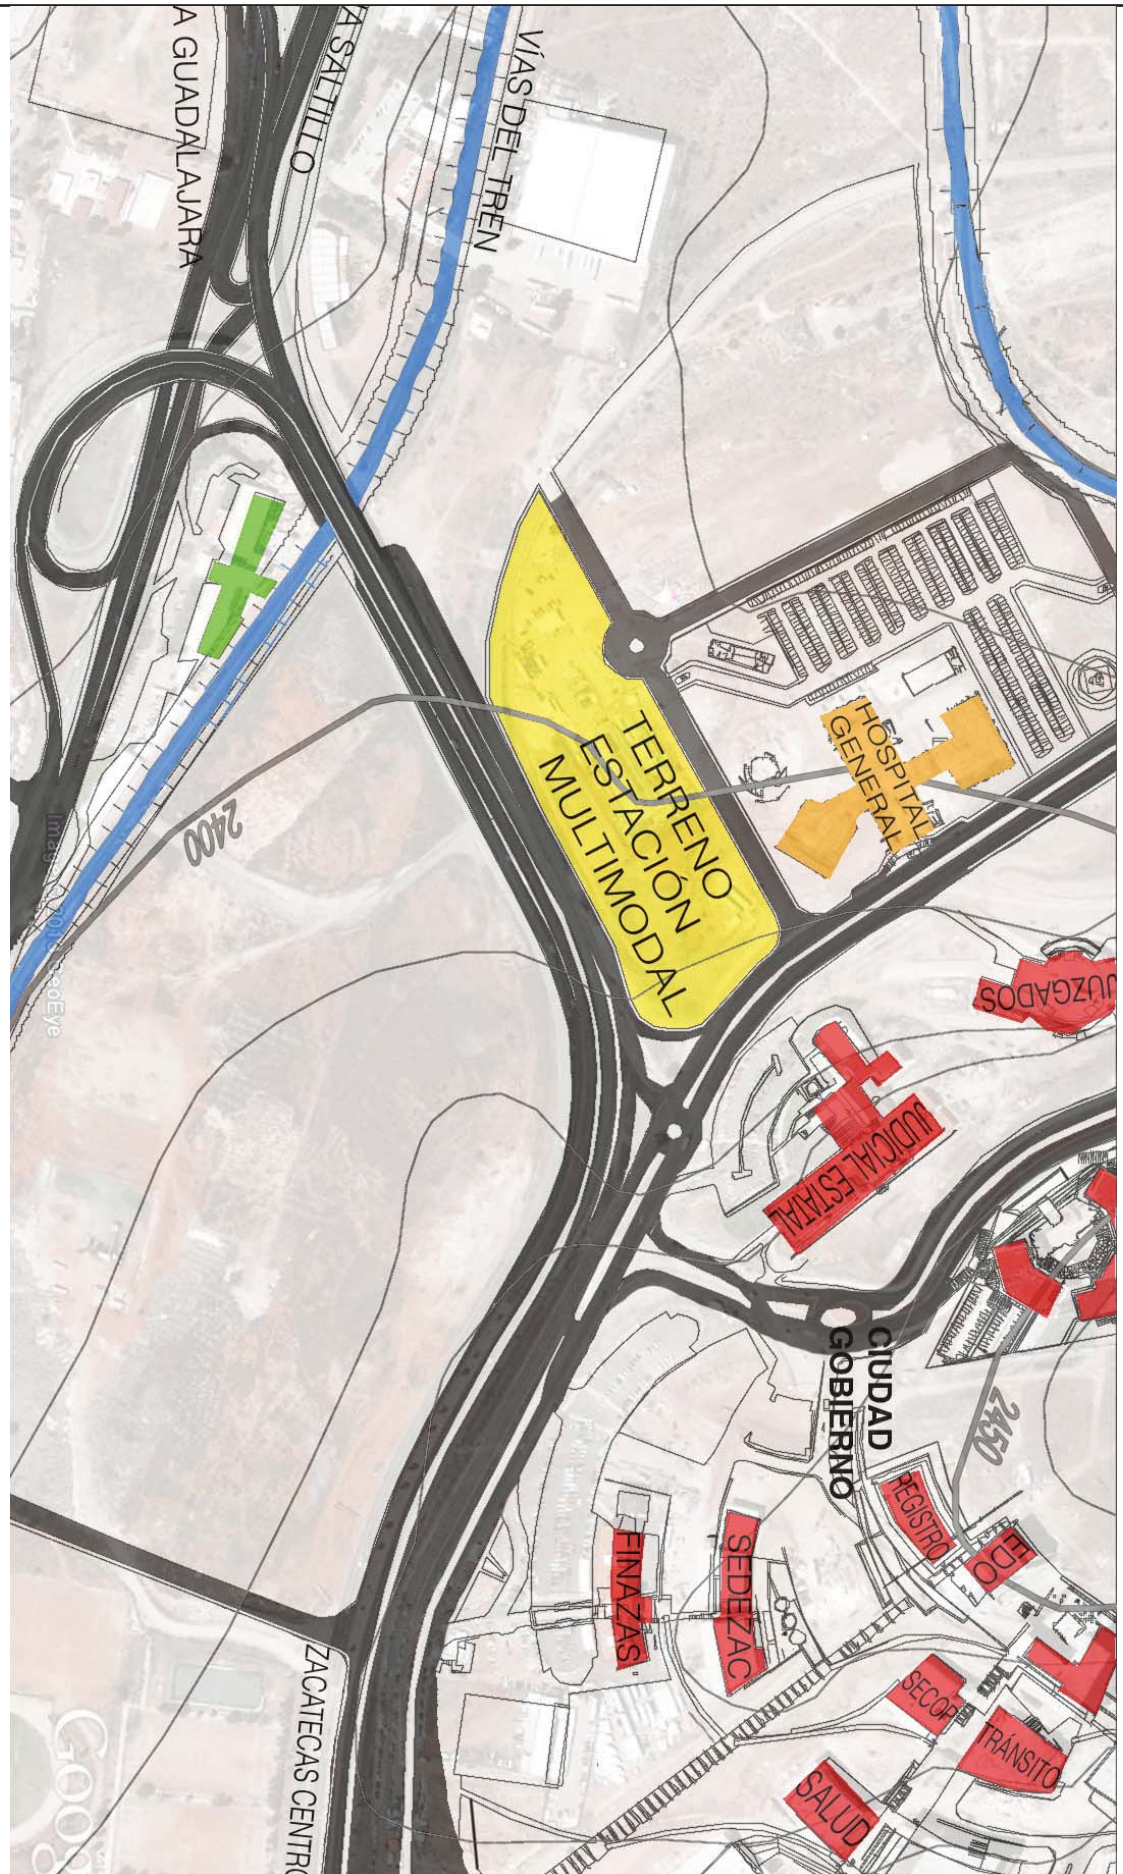 A GUADALAJARA
A SALTILLO
VÍAS DEL TREN
HOSPITAL
GENERAL
TERRENO
ESTACIÓN
MULTIMODAL
2400
JUZGADOS
JUDICIAL ESTATAL
CIUDAD
GOBIERNO
2450
REGISTRO
EDO
FINAZAS
SEDEZAC
SECOP
TRÁNSITO
SALUD
ZACATECAS CENTRO